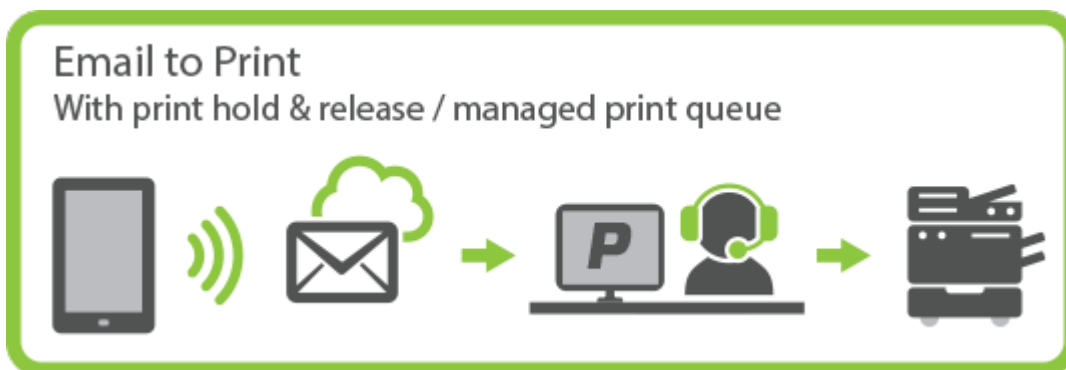 Email to Print
With print hold & release / managed print queue
P